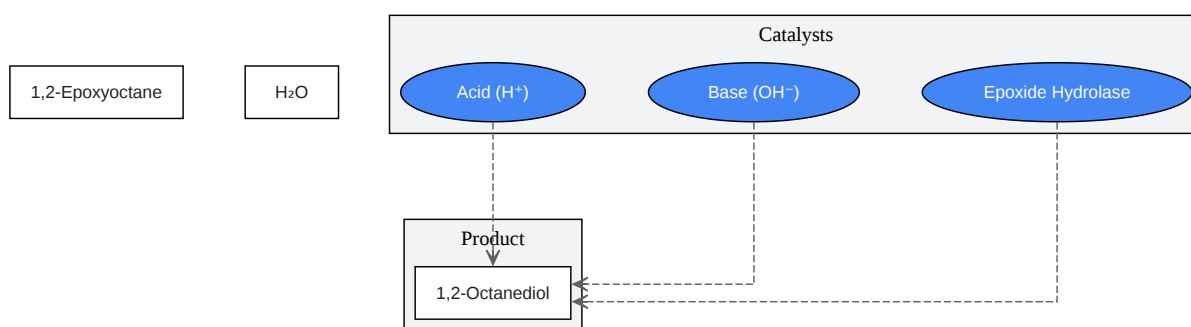 Catalysts
1,2-Epoxyoctane
H₂O
Acid (H⁺)
Base (OH⁻)
Epoxide Hydrolase
Product
1,2-Octanediol